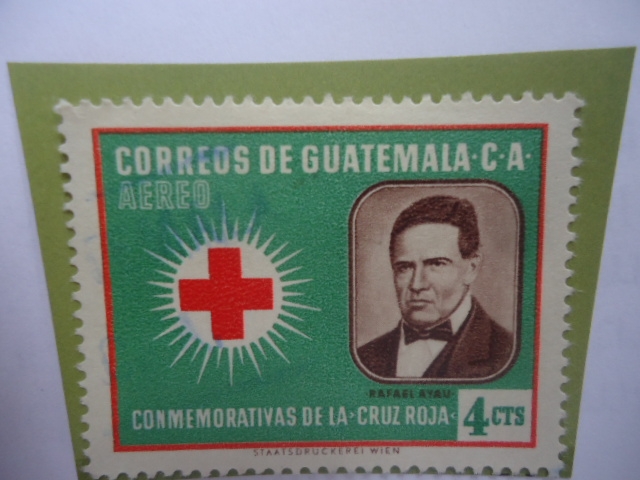 CORREOS DE GUATEMALA·C·A·
AEREO
RAFAEL AYAU
CONMEMORATIVAS DE LA›CRUZ ROJA‹
4 CTS
STAATSDRUCKEREI WIEN